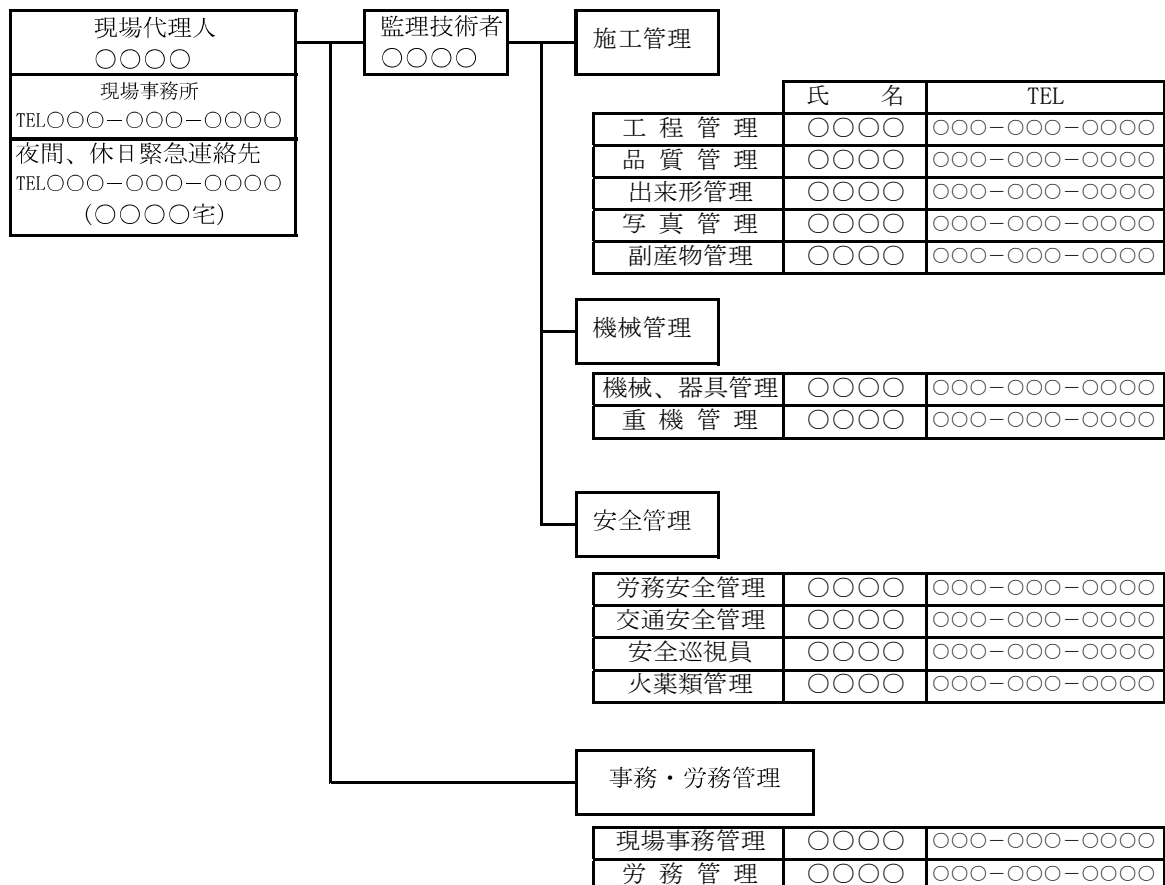 現場代理人
○○○○
現場事務所
TEL○○○－○○○－○○○○
夜間、休日緊急連絡先
TEL○○○－○○○－○○○○
(○○○○宅)
監理技術者
○○○○
施工管理
氏　　名　TEL
工 程 管 理　○○○○　○○○－○○○－○○○○
品 質 管 理　○○○○　○○○－○○○－○○○○
出来形管理　○○○○　○○○－○○○－○○○○
写 真 管 理　○○○○　○○○－○○○－○○○○
副産物管理　○○○○　○○○－○○○－○○○○
機械管理
機械、器具管理　○○○○　○○○－○○○－○○○○
重 機 管 理　○○○○　○○○－○○○－○○○○
安全管理
労務安全管理　○○○○　○○○－○○○－○○○○
交通安全管理　○○○○　○○○－○○○－○○○○
安全巡視員　○○○○　○○○－○○○－○○○○
火薬類管理　○○○○　○○○－○○○－○○○○
事務・労務管理
現場事務管理　○○○○　○○○－○○○－○○○○
労 務 管 理　○○○○　○○○－○○○－○○○○